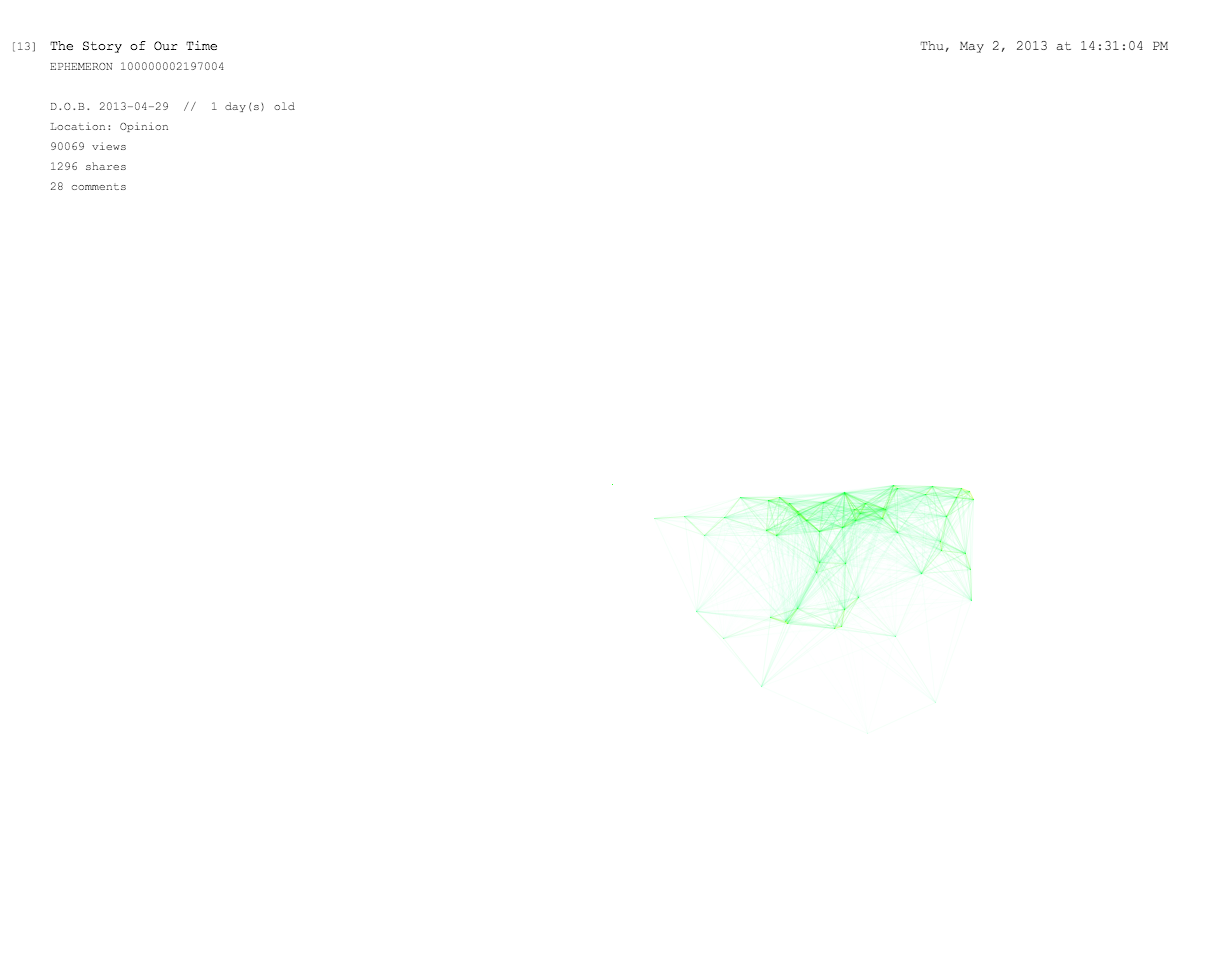 [13] The Story of Our Time
Thu, May 2, 2013 at 14:31:04 PM
EPHEMERON 100000002197004
D.O.B. 2013-04-29 // 1 day(s) old
Location: Opinion
90069 views
1296 shares
28 comments